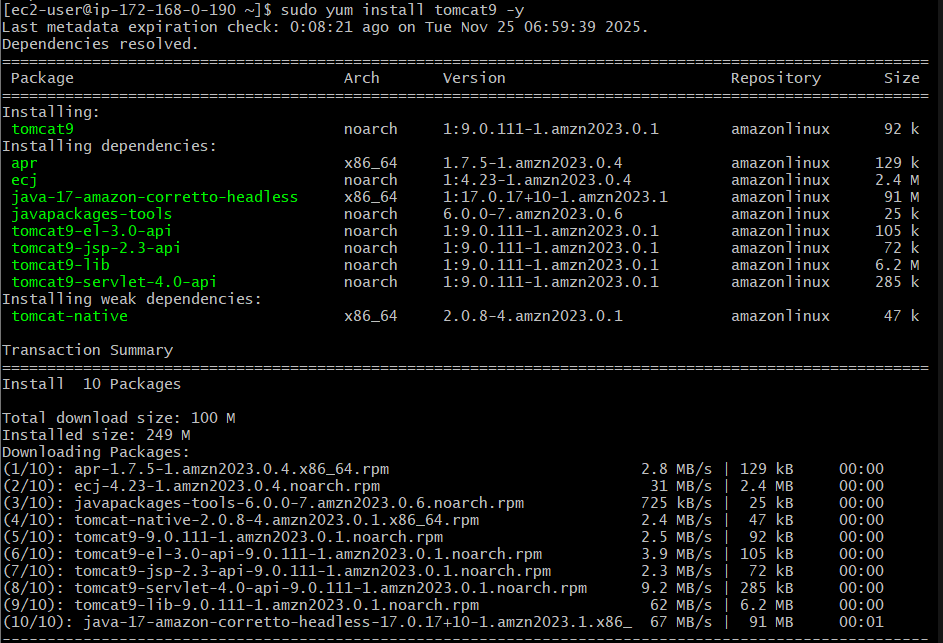 [ec2-user@ip-172-168-0-190 ~]$ sudo yum install tomcat9 -y
Last metadata expiration check: 0:08:21 ago on Tue Nov 25 06:59:39 2025.
Dependencies resolved.
================================================================================
Package Arch Version Repository Size
================================================================================
Installing:
tomcat9 noarch 1:9.0.111-1.amzn2023.0.1 amazonlinux 92 k
Installing dependencies:
apr x86_64 1.7.5-1.amzn2023.0.4 amazonlinux 129 k
ecj noarch 1:4.23-1.amzn2023.0.4 amazonlinux 2.4 M
java-17-amazon-corretto-headless x86_64 1:17.0.17+10-1.amzn2023.1 amazonlinux 91 M
javapackages-tools noarch 6.0.0-7.amzn2023.0.6 amazonlinux 25 k
tomcat9-el-3.0-api noarch 1:9.0.111-1.amzn2023.0.1 amazonlinux 105 k
tomcat9-jsp-2.3-api noarch 1:9.0.111-1.amzn2023.0.1 amazonlinux 72 k
tomcat9-lib noarch 1:9.0.111-1.amzn2023.0.1 amazonlinux 6.2 M
tomcat9-servlet-4.0-api noarch 1:9.0.111-1.amzn2023.0.1 amazonlinux 285 k
Installing weak dependencies:
tomcat-native x86_64 2.0.8-4.amzn2023.0.1 amazonlinux 47 k
Transaction Summary
================================================================================
Install 10 Packages
Total download size: 100 M
Installed size: 249 M
Downloading Packages:
(1/10): apr-1.7.5-1.amzn2023.0.4.x86_64.rpm 2.8 MB/s | 129 kB 00:00
(2/10): ecj-4.23-1.amzn2023.0.4.noarch.rpm 31 MB/s | 2.4 MB 00:00
(3/10): javapackages-tools-6.0.0-7.amzn2023.0.6.noarch.rpm 725 kB/s | 25 kB 00:00
(4/10): tomcat-native-2.0.8-4.amzn2023.0.1.x86_64.rpm 2.4 MB/s | 47 kB 00:00
(5/10): tomcat9-9.0.111-1.amzn2023.0.1.noarch.rpm 2.5 MB/s | 92 kB 00:00
(6/10): tomcat9-el-3.0-api-9.0.111-1.amzn2023.0.1.noarch.rpm 3.9 MB/s | 105 kB 00:00
(7/10): tomcat9-jsp-2.3-api-9.0.111-1.amzn2023.0.1.noarch.rpm 2.3 MB/s | 72 kB 00:00
(8/10): tomcat9-servlet-4.0-api-9.0.111-1.amzn2023.0.1.noarch.rpm 9.2 MB/s | 285 kB 00:00
(9/10): tomcat9-lib-9.0.111-1.amzn2023.0.1.noarch.rpm 62 MB/s | 6.2 MB 00:00
(10/10): java-17-amazon-corretto-headless-17.0.17+10-1.amzn2023.1.x86_ 67 MB/s | 91 MB 00:01
--------------------------------------------------------------------------------